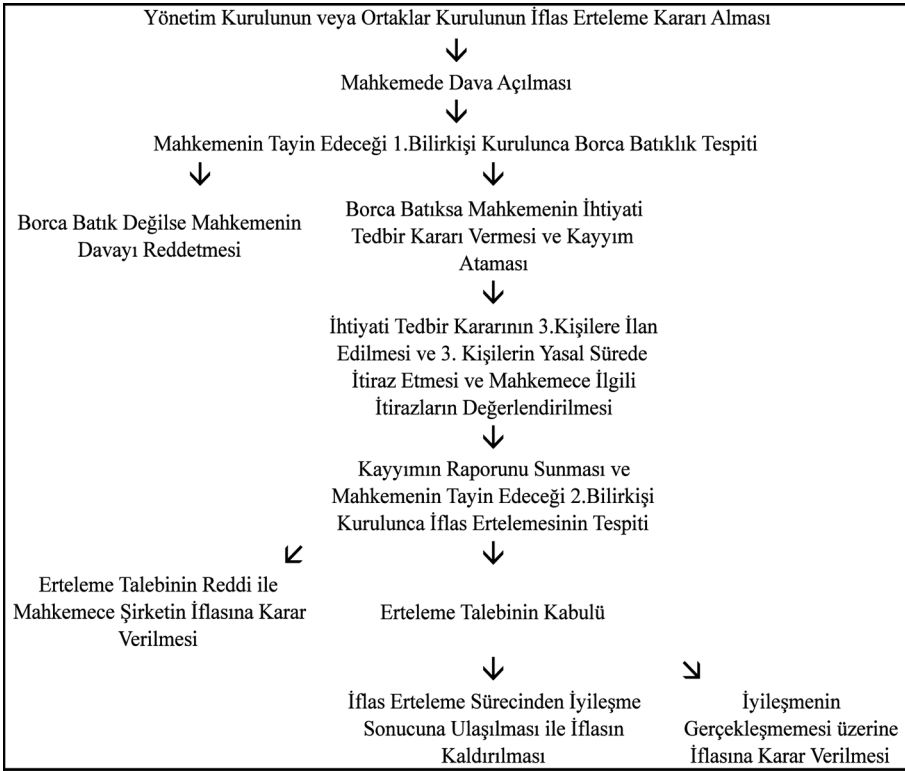 Yönetim Kurulunun veya Ortaklar Kurulunun İflas Erteleme Kararı Alması
Mahkemede Dava Açılması
Mahkemenin Tayin Edeceği 1.Bilirkişi Kurulunca Borca Batıklık Tespiti
Borca Batık Değilse Mahkemenin
Davayı Reddetmesi
Borca Batıksa Mahkemenin İhtiyati
Tedbir Kararı Vermesi ve Kayyım
Ataması
İhtiyati Tedbir Kararının 3.Kişilere İlan
Edilmesi ve 3. Kişilerin Yasal Sürede
İtiraz Etmesi ve Mahkemece İlgili
İtirazların Değerlendirilmesi
Kayyımın Raporunu Sunması ve
Mahkemenin Tayin Edeceği 2.Bilirkişi
Kurulunca İflas Ertelemesinin Tespiti
Erteleme Talebinin Reddi ile
Mahkemece Şirketin İflasına Karar
Verilmesi
Erteleme Talebinin Kabulü
İflas Erteleme Sürecinden İyileşme
Sonucuna Ulaşılması ile İflasın
Kaldırılması
İyileşmenin
Gerçekleşmemesi üzerine
İflasına Karar Verilmesi